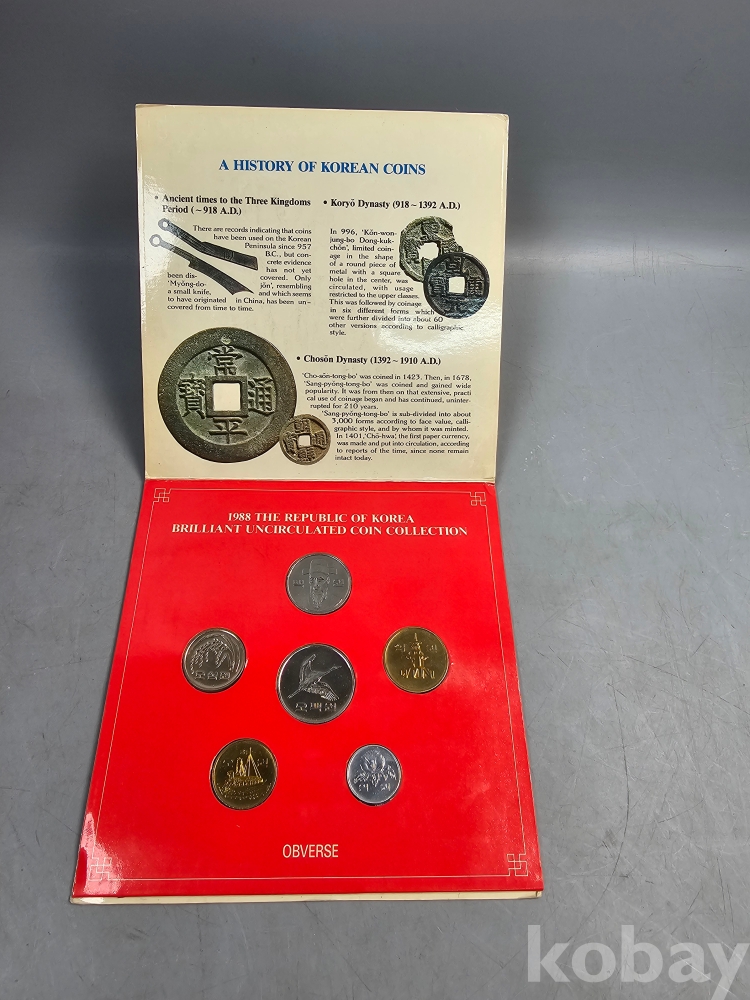 A HISTORY OF KOREAN COINS
• Ancient times to the Three Kingdoms
Period (~918 A.D.)
There are records indicating that coins
have been used on the Korean
Peninsula since 957
B.C., but con-
crete evidence
has not yet
been dis- covered. Only
'Myŏng-do- jŏn', resembling
a small knife, and which seems
to have originated in China, has been un-
covered from time to time.
• Koryŏ Dynasty (918~1392 A.D.)
In 996, 'Kŏn-won-
jung-bo Dong-kuk-
chŏn', limited coin-
age in the shape
of a round piece of
metal with a square
hole in the center, was
circulated, with usage
restricted to the upper classes.
This was followed by coinage
in six different forms which
were further divided into about 60
other versions according to calligraphic
style.
• Chosŏn Dynasty (1392~1910 A.D.)
'Cho-sŏn-tong-bo' was coined in 1423. Then, in 1678,
'Sang-pyŏng-tong-bo' was coined and gained wide
popularity. It was from then on that extensive, practi
cal use of coinage began and has continued, uninter-
rupted for 210 years.
'Sang-pyŏng-tong-bo' is sub-divided into about
3,000 forms according to face value, calli-
graphic style, and by whom it was minted.
In 1401, 'Chŏ-hwa', the first paper currency,
was made and put into circulation, according
to reports of the time, since none remain
intact today.
常
寶 通
平
1988 THE REPUBLIC OF KOREA
BRILLIANT UNCIRCULATED COIN COLLECTION
백 원
오십원
오백원
십 원
오 원
일 원
OBVERSE
kobay